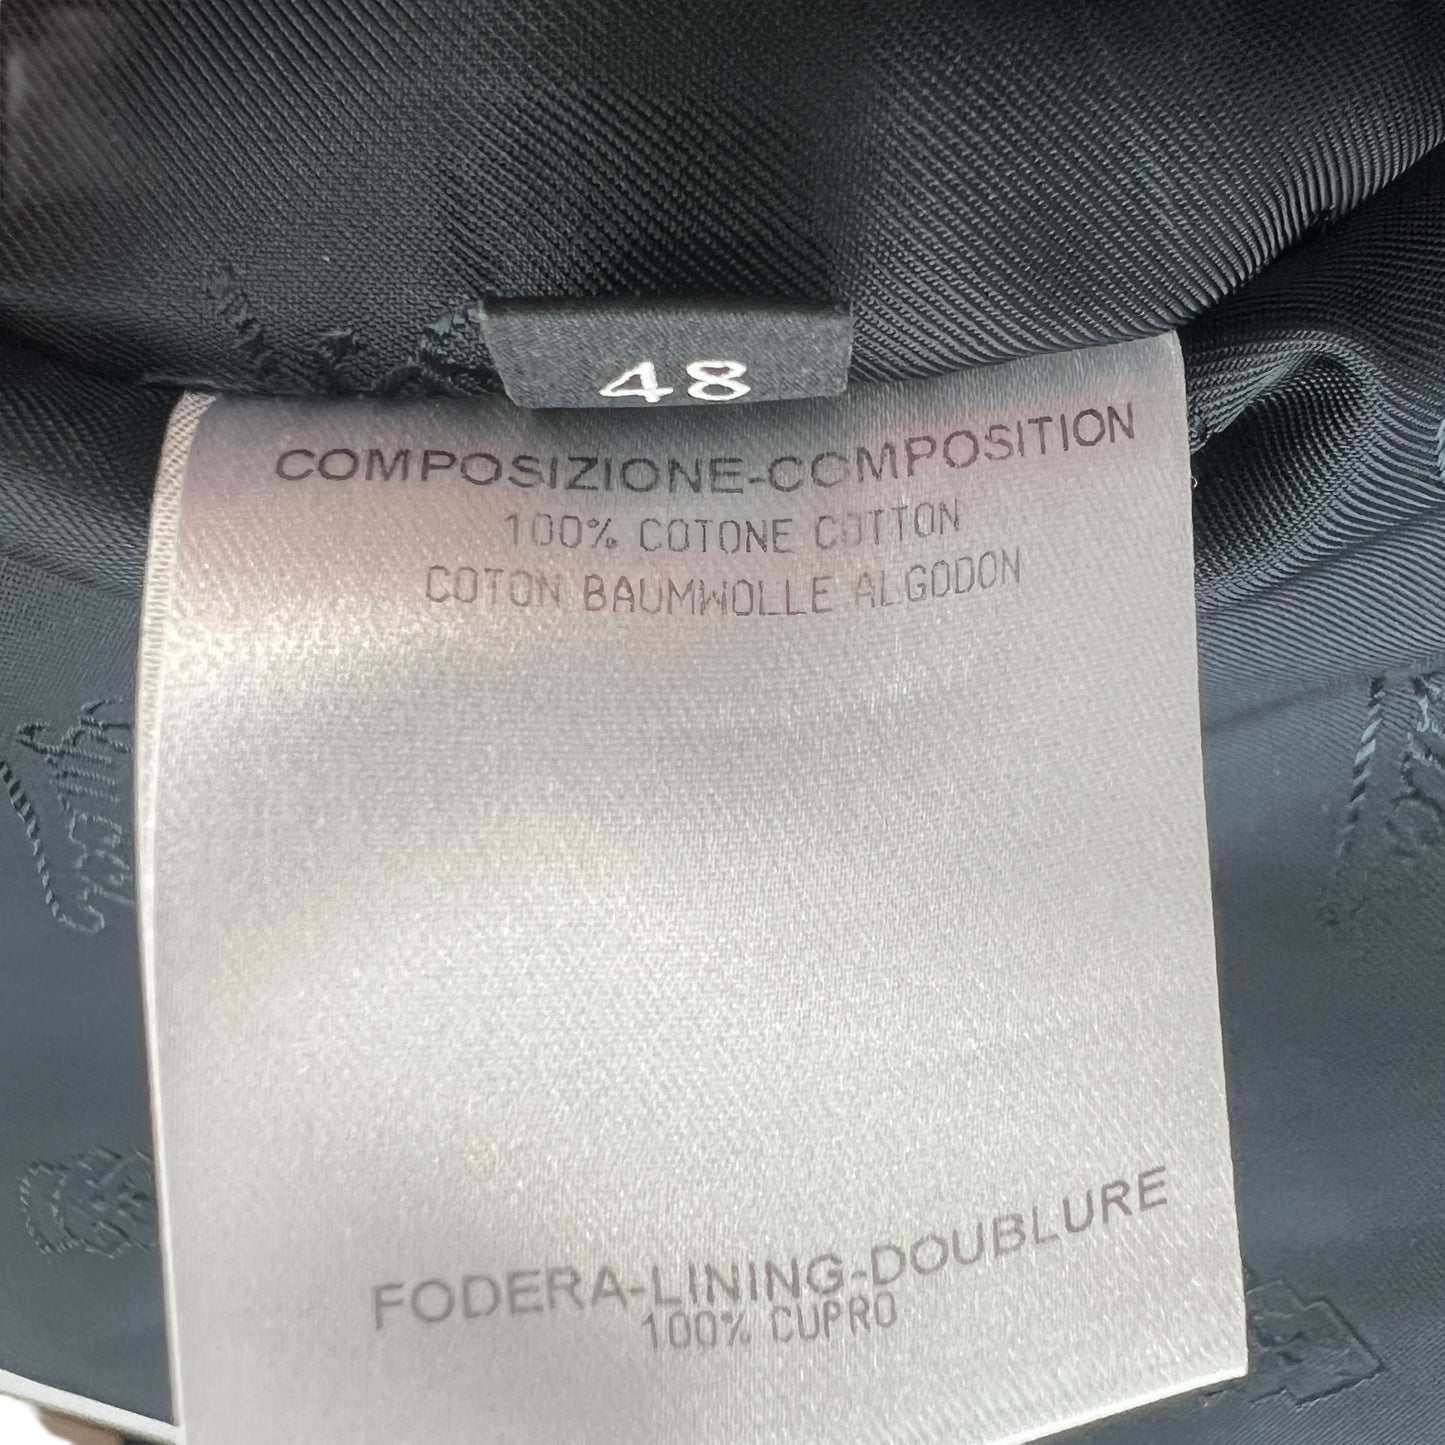 48
COMPOSIZIONE-COMPOSITION
100% COTONE COTTON
COTON BAUMWOLLE ALGODON
FODERA-LINING-DOUBLURE
100% CUPRO